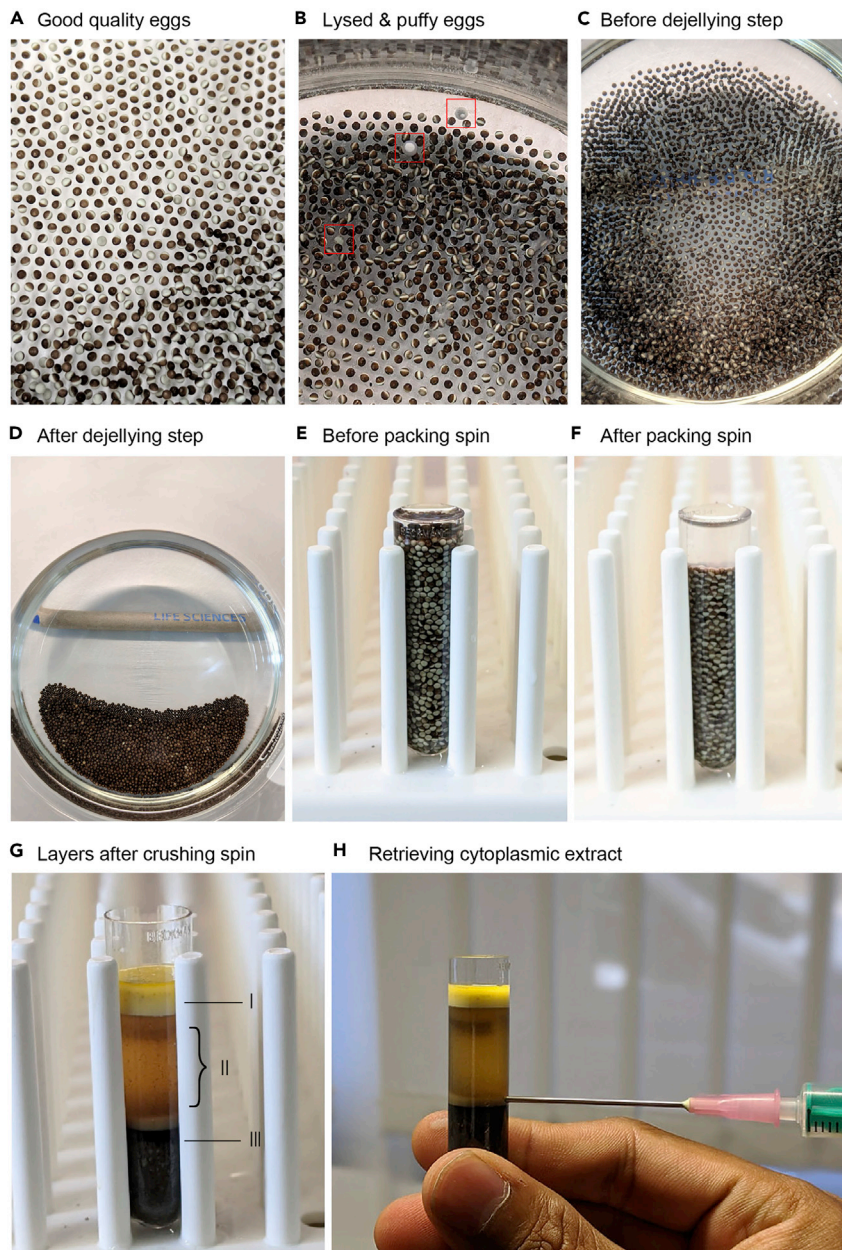 A Good quality eggs
B Lysed & puffy eggs
C Before dejellying step
D After dejellying step
E Before packing spin
F After packing spin
LIFE SCIENCES
G Layers after crushing spin
H Retrieving cytoplasmic extract
I
II
III